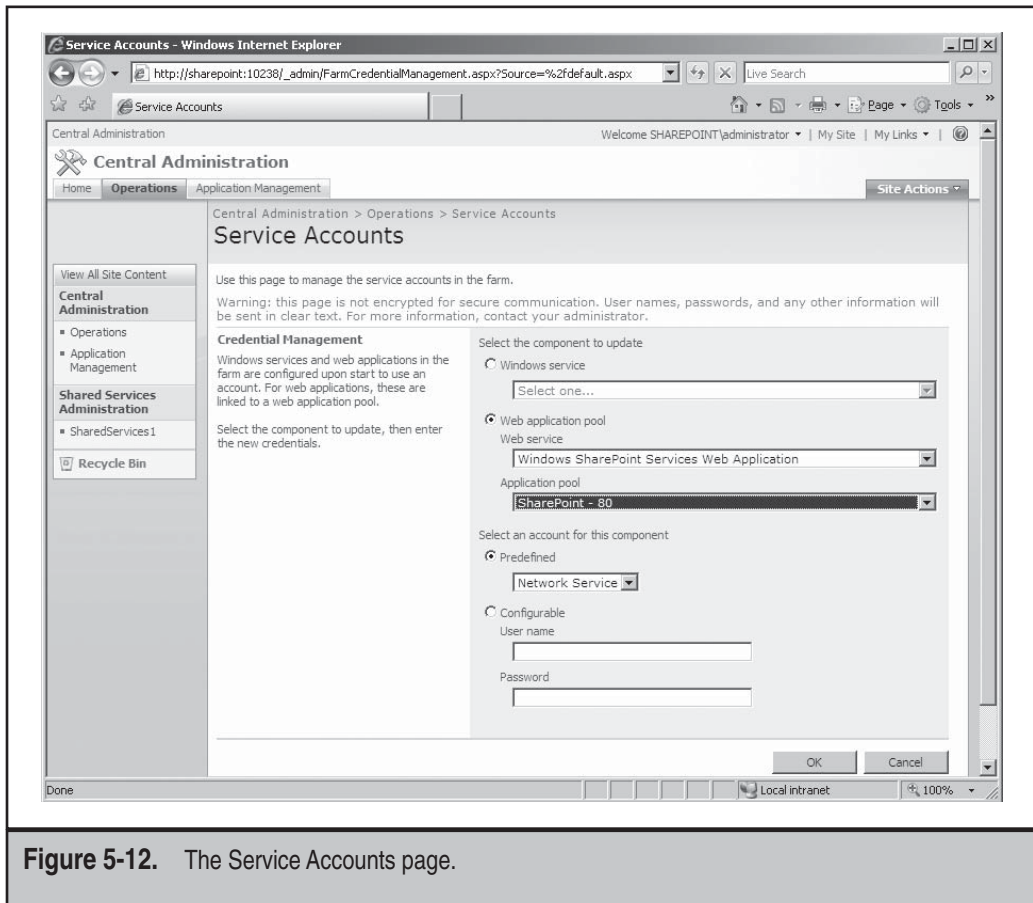 Service Accounts - Windows Internet Explorer
http://sharepoint:10238/_admin/FarmCredentialManagement.aspx?Source=%2fdefault.aspx
Live Search
Service Accounts
Page
Tools
Central Administration
Welcome SHAREPOINT\administrator
My Site | My Links
Central Administration
Home
Operations
Application Management
Site Actions
Central Administration > Operations > Service Accounts
Service Accounts
View All Site Content
Central
Administration
Operations
Application
Management
Shared Services
Administration
SharedServices1
Recycle Bin
Use this page to manage the service accounts in the farm.
Warning: this page is not encrypted for secure communication. User names, passwords, and any other information will
be sent in clear text. For more information, contact your administrator.
Credential Management
Windows services and web applications in the
farm are configured upon start to use an
account. For web applications, these are
linked to a web application pool.
Select the component to update, then enter
the new credentials.
Select the component to update
Windows service
Select one...
Web application pool
Web service
Windows SharePoint Services Web Application
Application pool
SharePoint - 80
Select an account for this component
Predefined
Network Service
Configurable
User name
Password
OK
Cancel
Done
Local intranet
100%
Figure 5-12. The Service Accounts page.